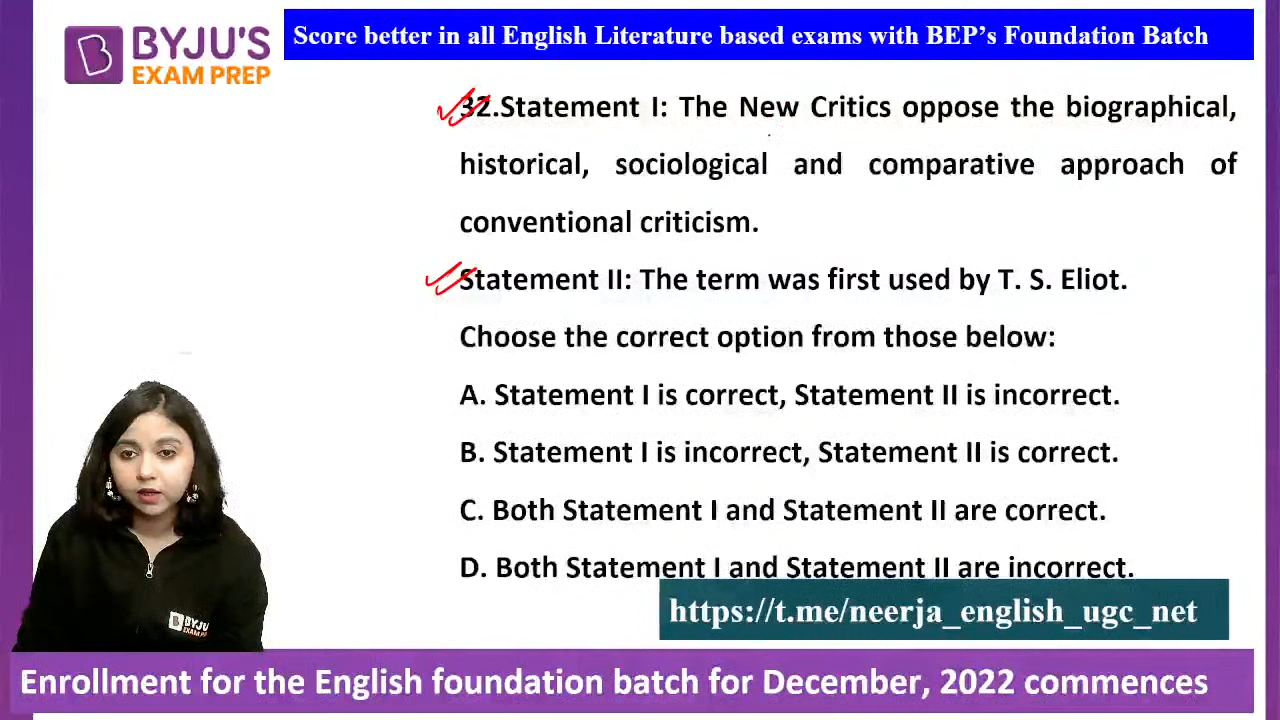 BYJU'S
EXAM PREP
Score better in all English Literature based exams with BEP's Foundation Batch
32.Statement I: The New Critics oppose the biographical,
historical, sociological and comparative approach of
conventional criticism.
Statement II: The term was first used by T. S. Eliot.
Choose the correct option from those below:
A. Statement I is correct, Statement II is incorrect.
B. Statement I is incorrect, Statement II is correct.
C. Both Statement I and Statement II are correct.
D. Both Statement I and Statement II are incorrect.
https://t.me/neerja_english_ugc_net
BYJU
EXAM PREP
Enrollment for the English foundation batch for December, 2022 commences